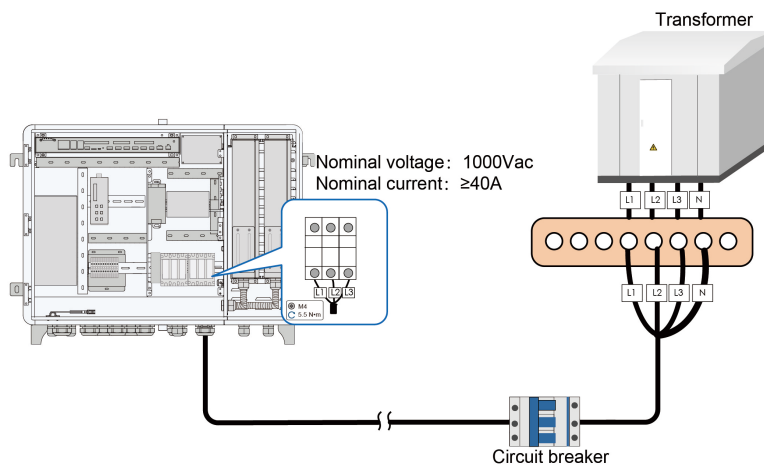 Transformer
Nominal voltage: 1000Vac
Nominal current: ≥40A
L1 L2 L3 N
L1 L2 L3
M4
5.5 N•m
L1 L2 L3 N
Circuit breaker